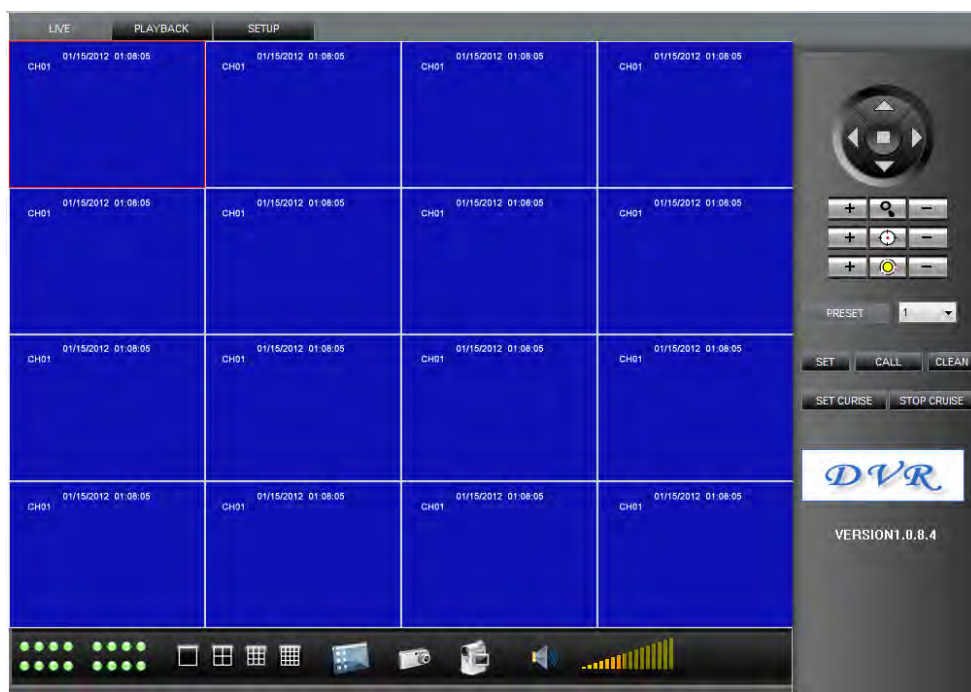 LIVE PLAYBACK SETUP
01/15/2012 01:08:05 01/15/2012 01:08:05 01/15/2012 01:08:05 01/15/2012 01:08:05
CH01 CH01 CH01 CH01
01/15/2012 01:08:05 01/15/2012 01:08:05 01/15/2012 01:08:05 01/15/2012 01:08:05
CH01 CH01 CH01 CH01
01/15/2012 01:08:05 01/15/2012 01:08:05 01/15/2012 01:08:05 01/15/2012 01:08:05
CH01 CH01 CH01 CH01
01/15/2012 01:08:05 01/15/2012 01:08:05 01/15/2012 01:08:05 01/15/2012 01:08:05
CH01 CH01 CH01 CH01
+ −
+ −
+ −
PRESET 1
SET CALL CLEAN
SET CURISE STOP CRUISE
DVR
VERSION1.0.8.4